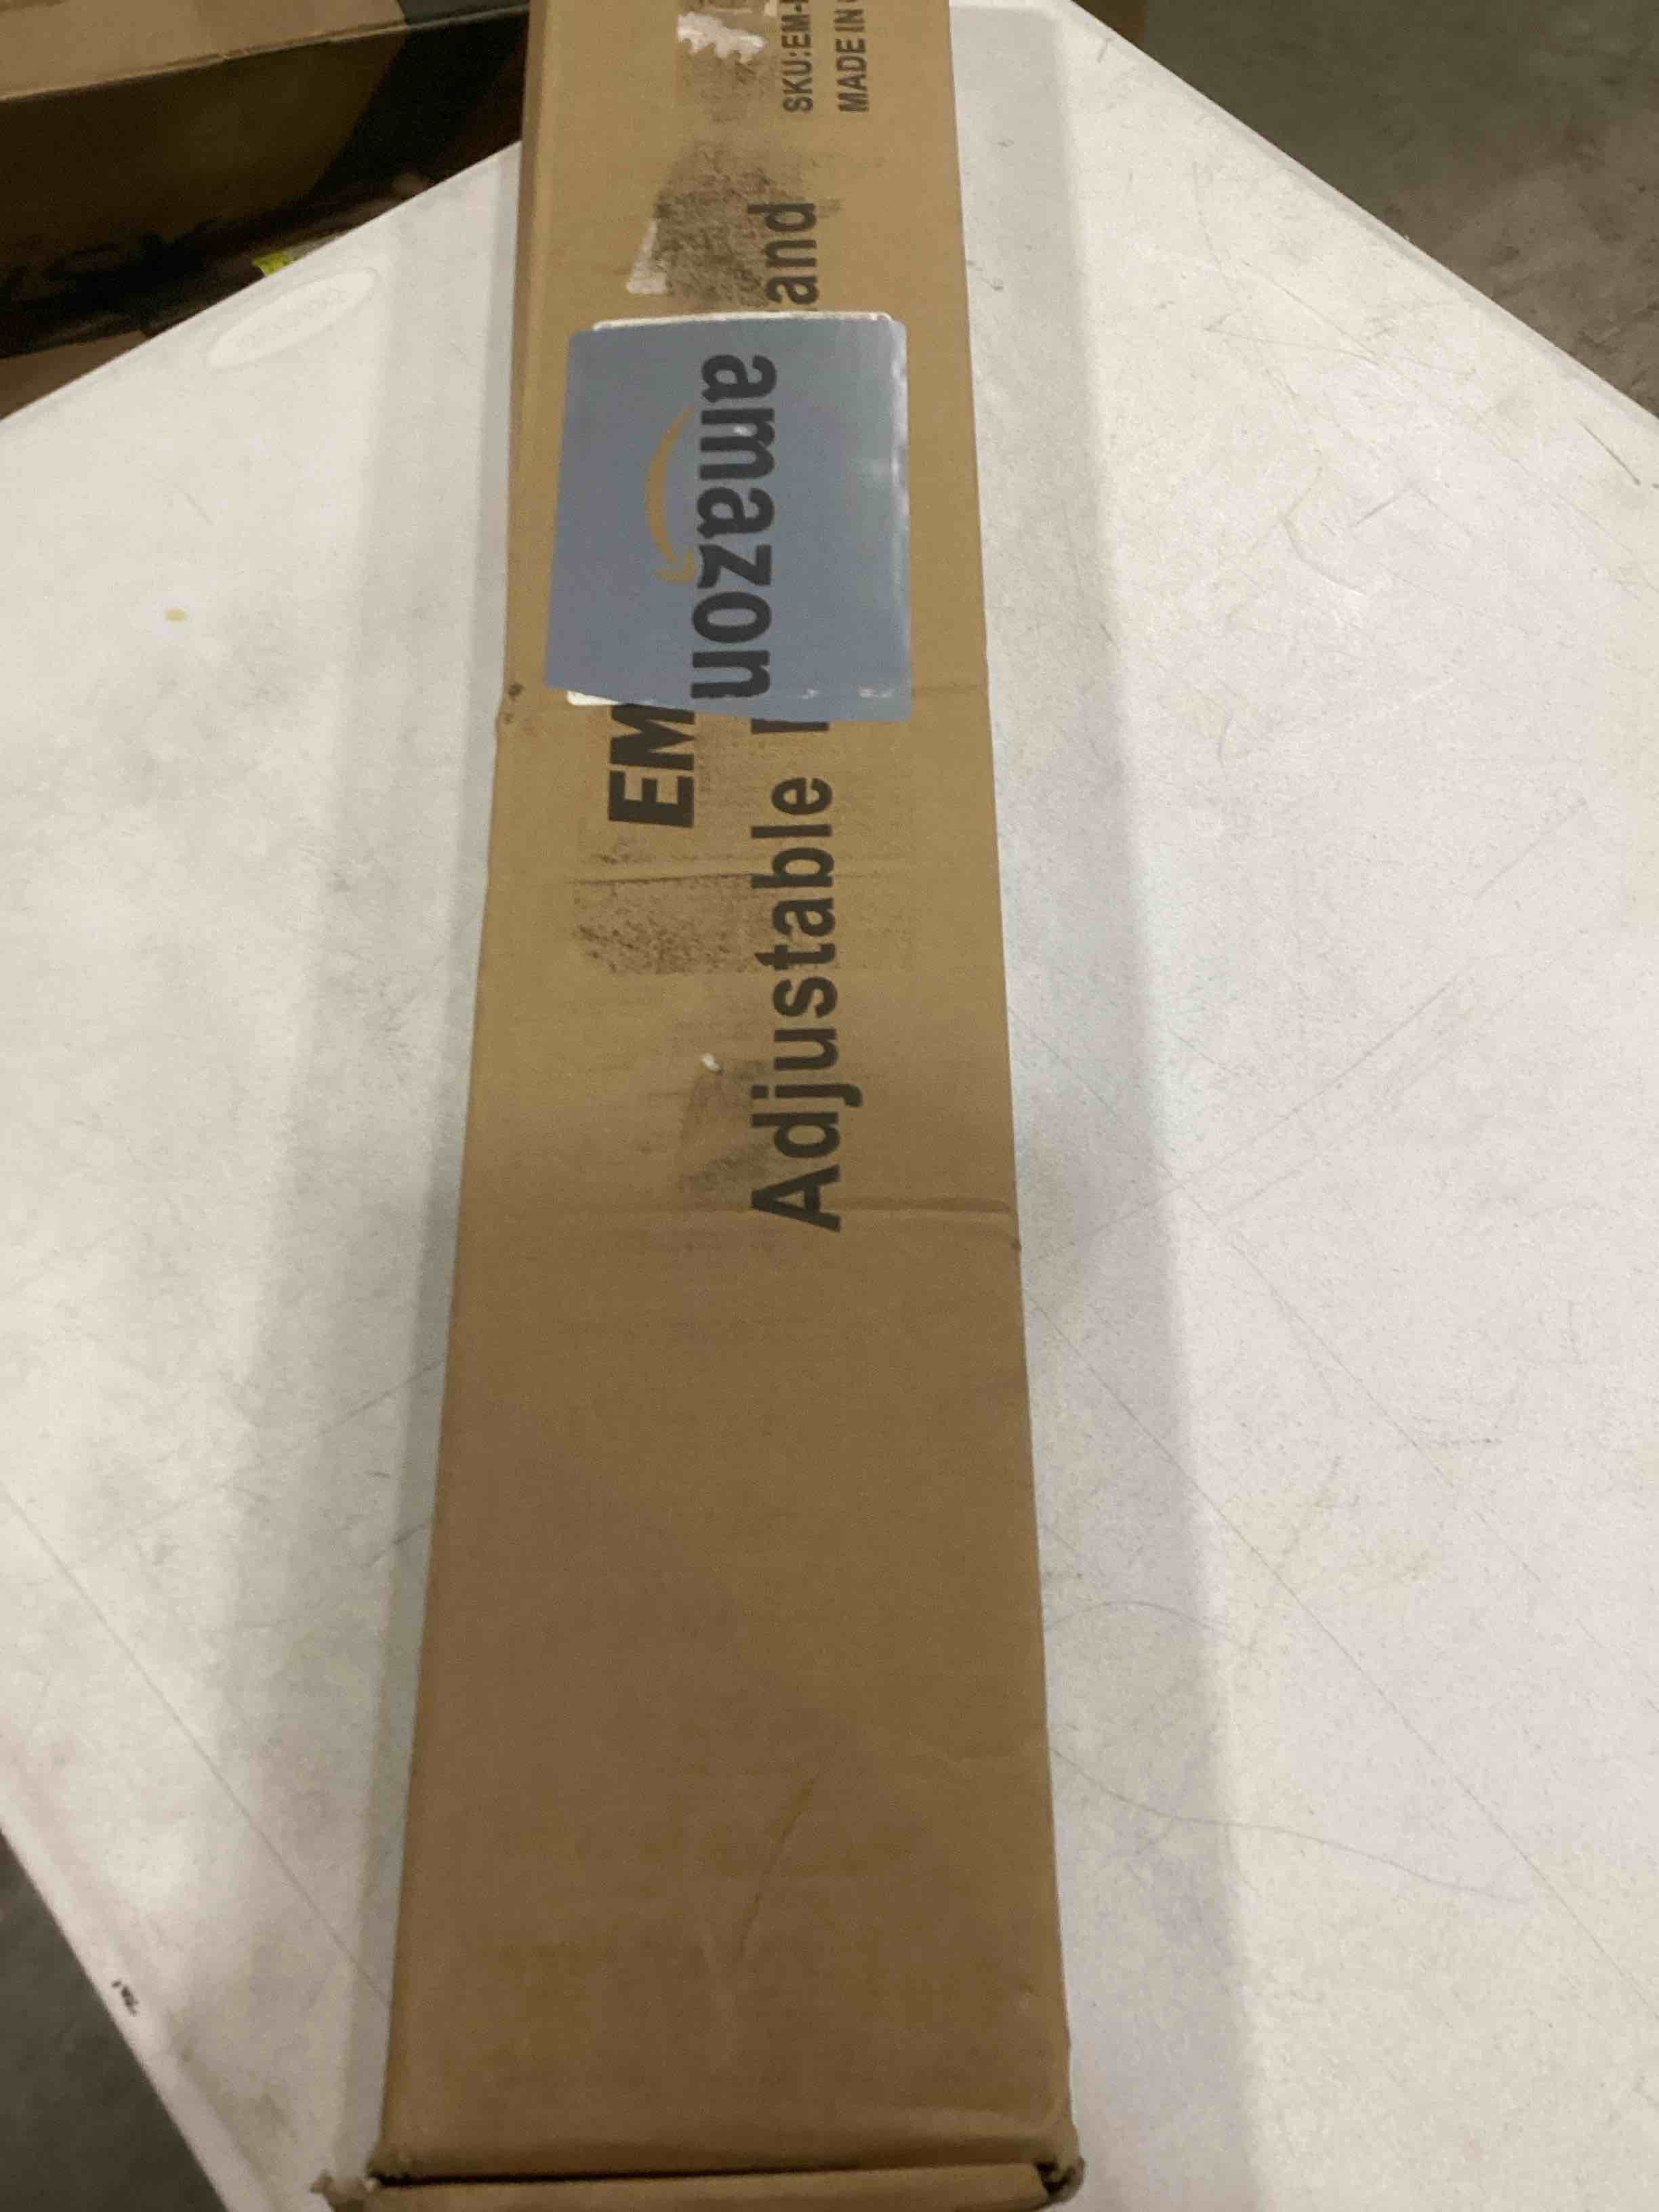 EM
Adjustable
and
SKU:EM-
MADE IN
amazon